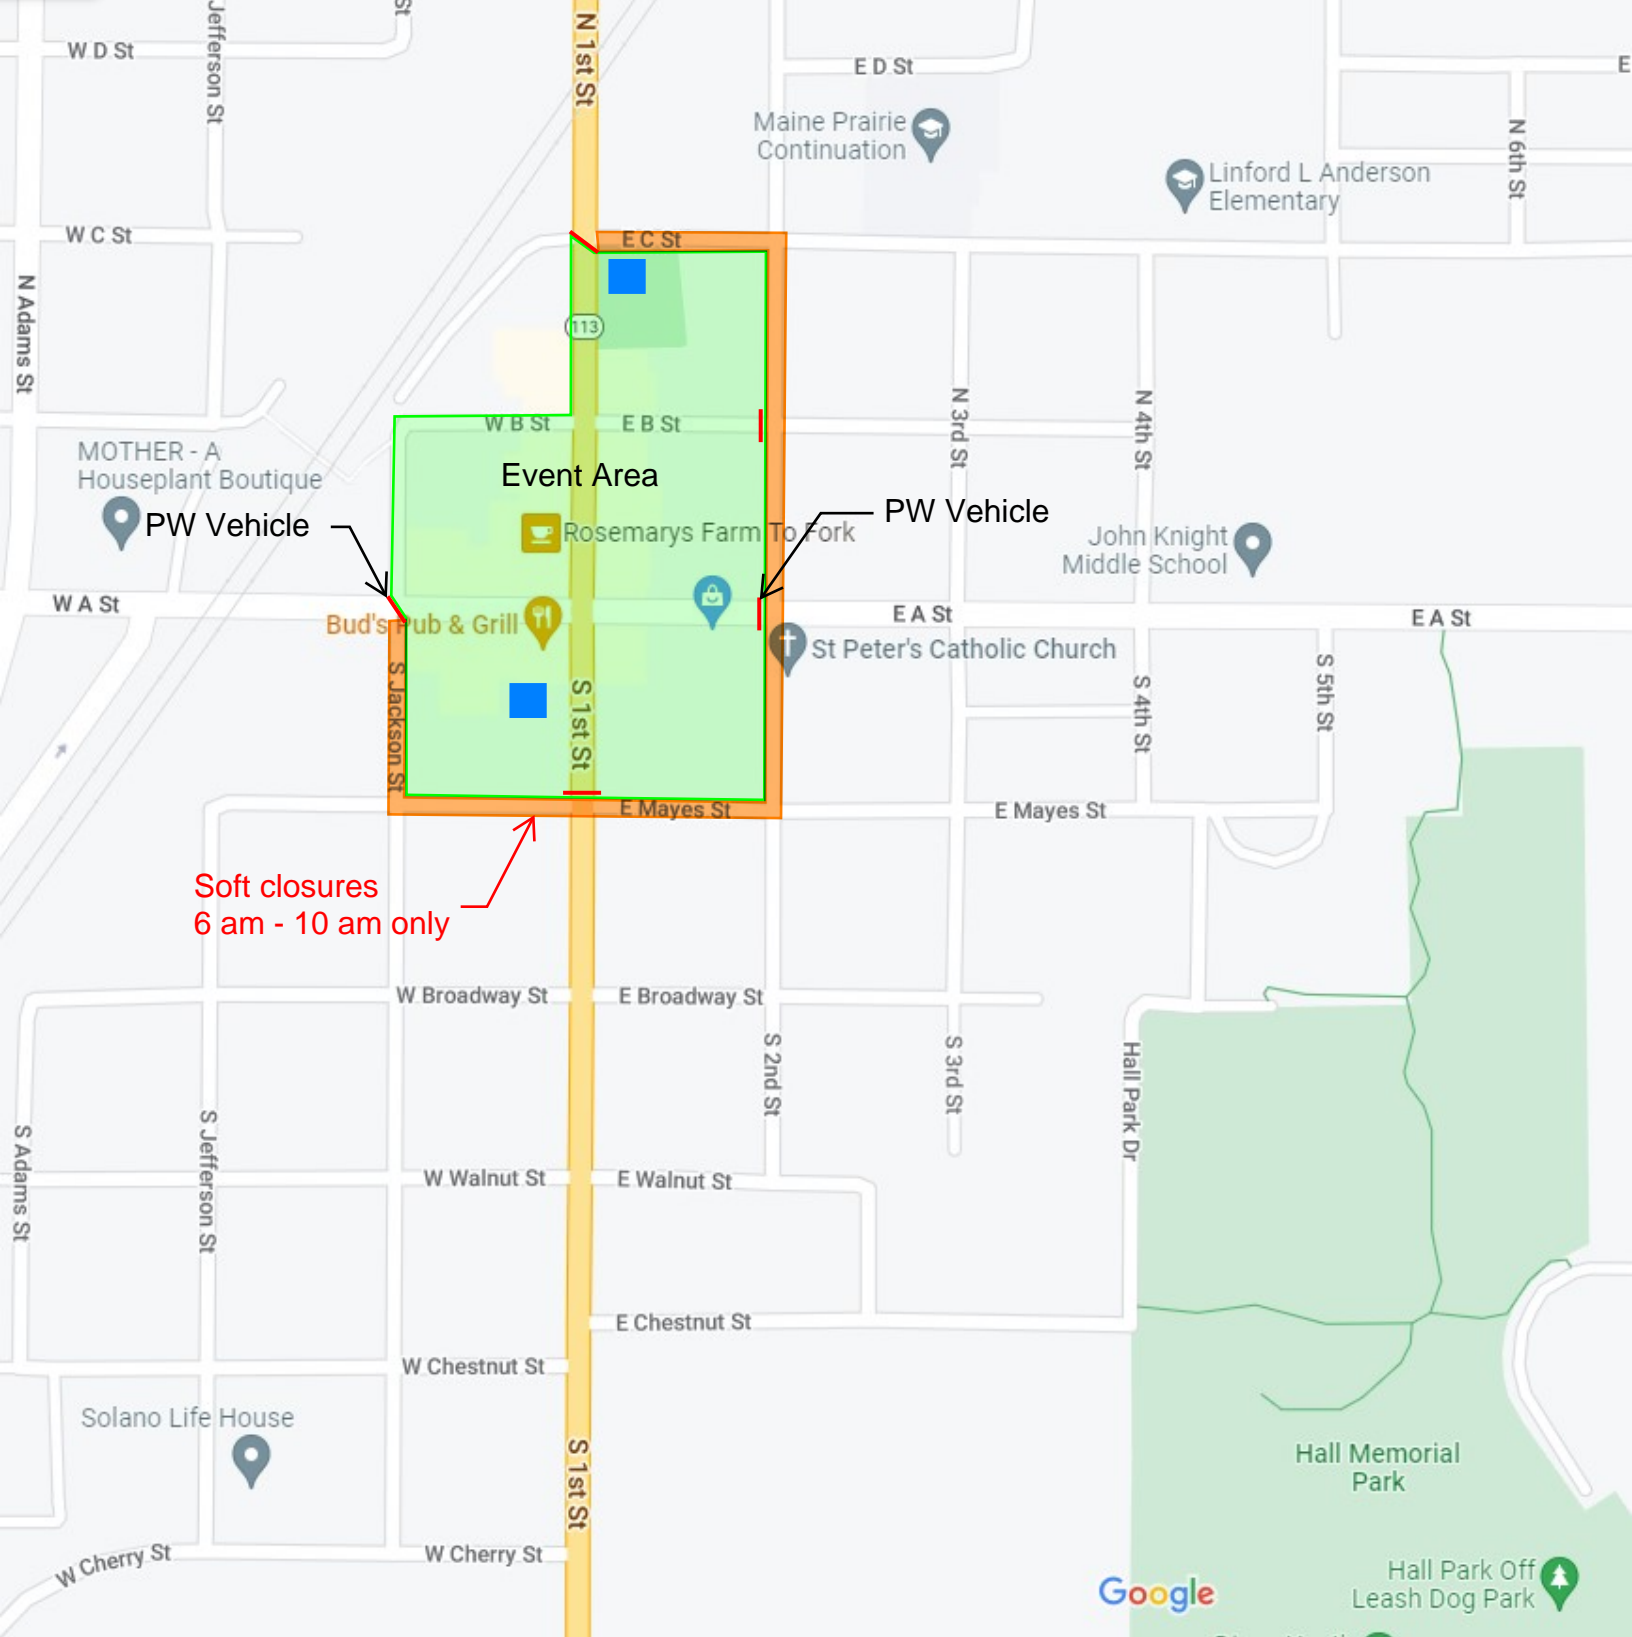 St
Jefferson St
N 1st St
W D St
E D St
E
Maine Prairie
Continuation
N 6th St
Linford L Anderson
Elementary
W C St
E C St
N Adams St
113
N 3rd St
N 4th St
W B St
E B St
MOTHER - A
Houseplant Boutique
Event Area
PW Vehicle
PW Vehicle
Rosemarys Farm To Fork
John Knight
Middle School
W A St
E A St
E A St
Bud's Pub & Grill
St Peter's Catholic Church
S Jackson St
S 1st St
S 4th St
S 5th St
E Mayes St
E Mayes St
Soft closures
6 am - 10 am only
W Broadway St
E Broadway St
S 2nd St
S 3rd St
Hall Park Dr
S Adams St
S Jefferson St
W Walnut St
E Walnut St
E Chestnut St
W Chestnut St
Solano Life House
S 1st St
Hall Memorial
Park
W Cherry St
W Cherry St
Google
Hall Park Off
Leash Dog Park